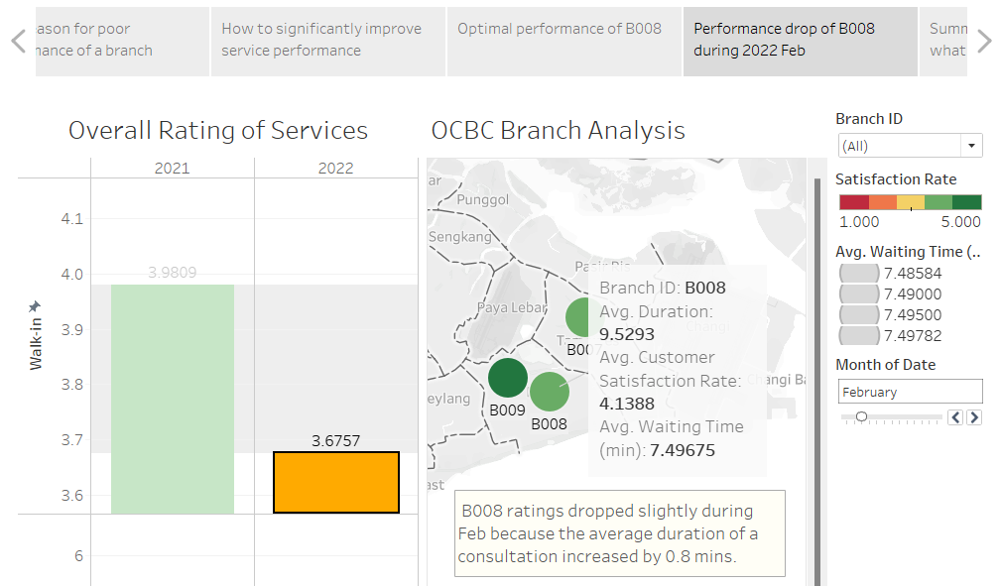 ason for poor
nance of a branch
How to significantly improve
service performance
Optimal performance of B008
Performance drop of B008
during 2022 Feb
Sumn
what
Overall Rating of Services
2021
2022
4.1
4.0
3.9
3.8
3.7
3.6
6
Walk-in
3.9809
3.6757
OCBC Branch Analysis
ar
Punggol
Sengkang
Pasir Ris
Paya Lebar
B007
eylang
B009
B008
Changi Ba
ast
Branch ID: B008
Avg. Duration:
9.5293
Avg. Customer
Satisfaction Rate:
4.1388
Avg. Waiting Time
(min): 7.49675
B008 ratings dropped slightly during
Feb because the average duration of a
consultation increased by 0.8 mins.
Branch ID
(All)
Satisfaction Rate
1.000
5.000
Avg. Waiting Time (..
7.48584
7.49000
7.49500
7.49782
Month of Date
February